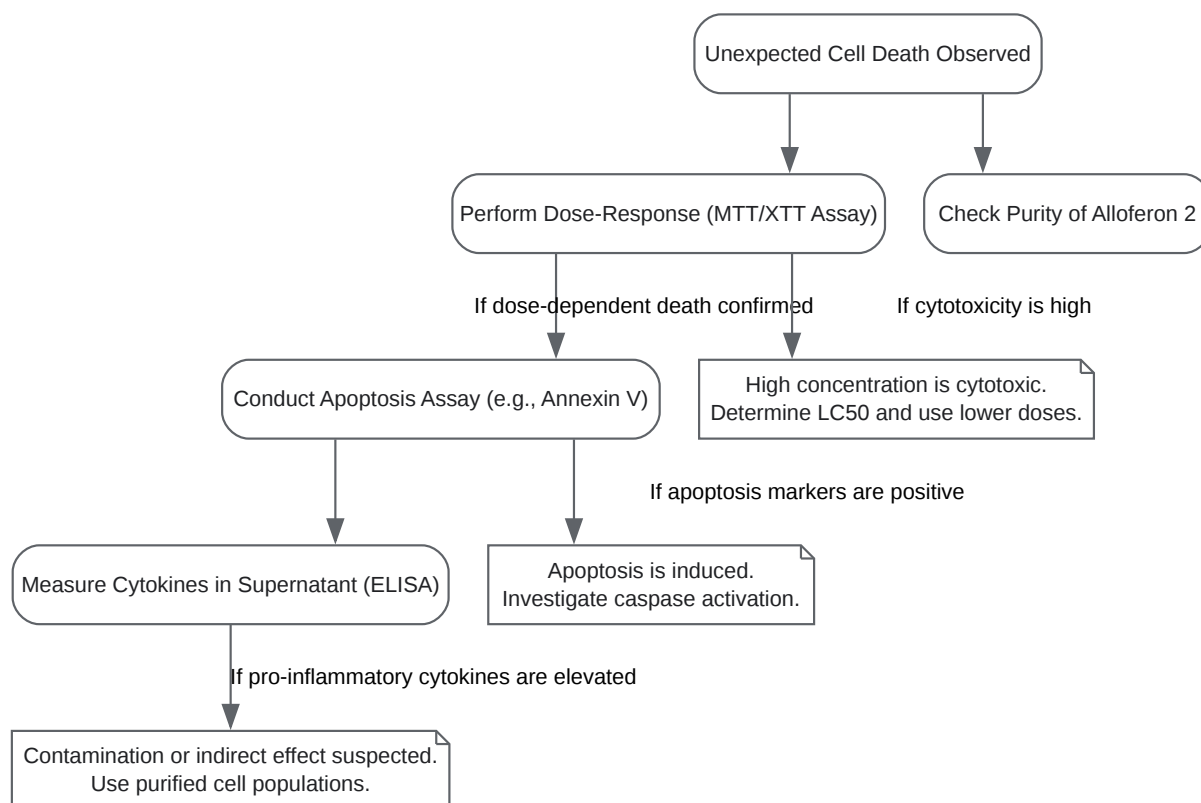 Unexpected Cell Death Observed
Perform Dose-Response (MTT/XTT Assay)
Check Purity of Alloferon 2
If dose-dependent death confirmed
If cytotoxicity is high
Conduct Apoptosis Assay (e.g., Annexin V)
High concentration is cytotoxic.
Determine LC50 and use lower doses.
If apoptosis markers are positive
Measure Cytokines in Supernatant (ELISA)
Apoptosis is induced.
Investigate caspase activation.
If pro-inflammatory cytokines are elevated
Contamination or indirect effect suspected.
Use purified cell populations.